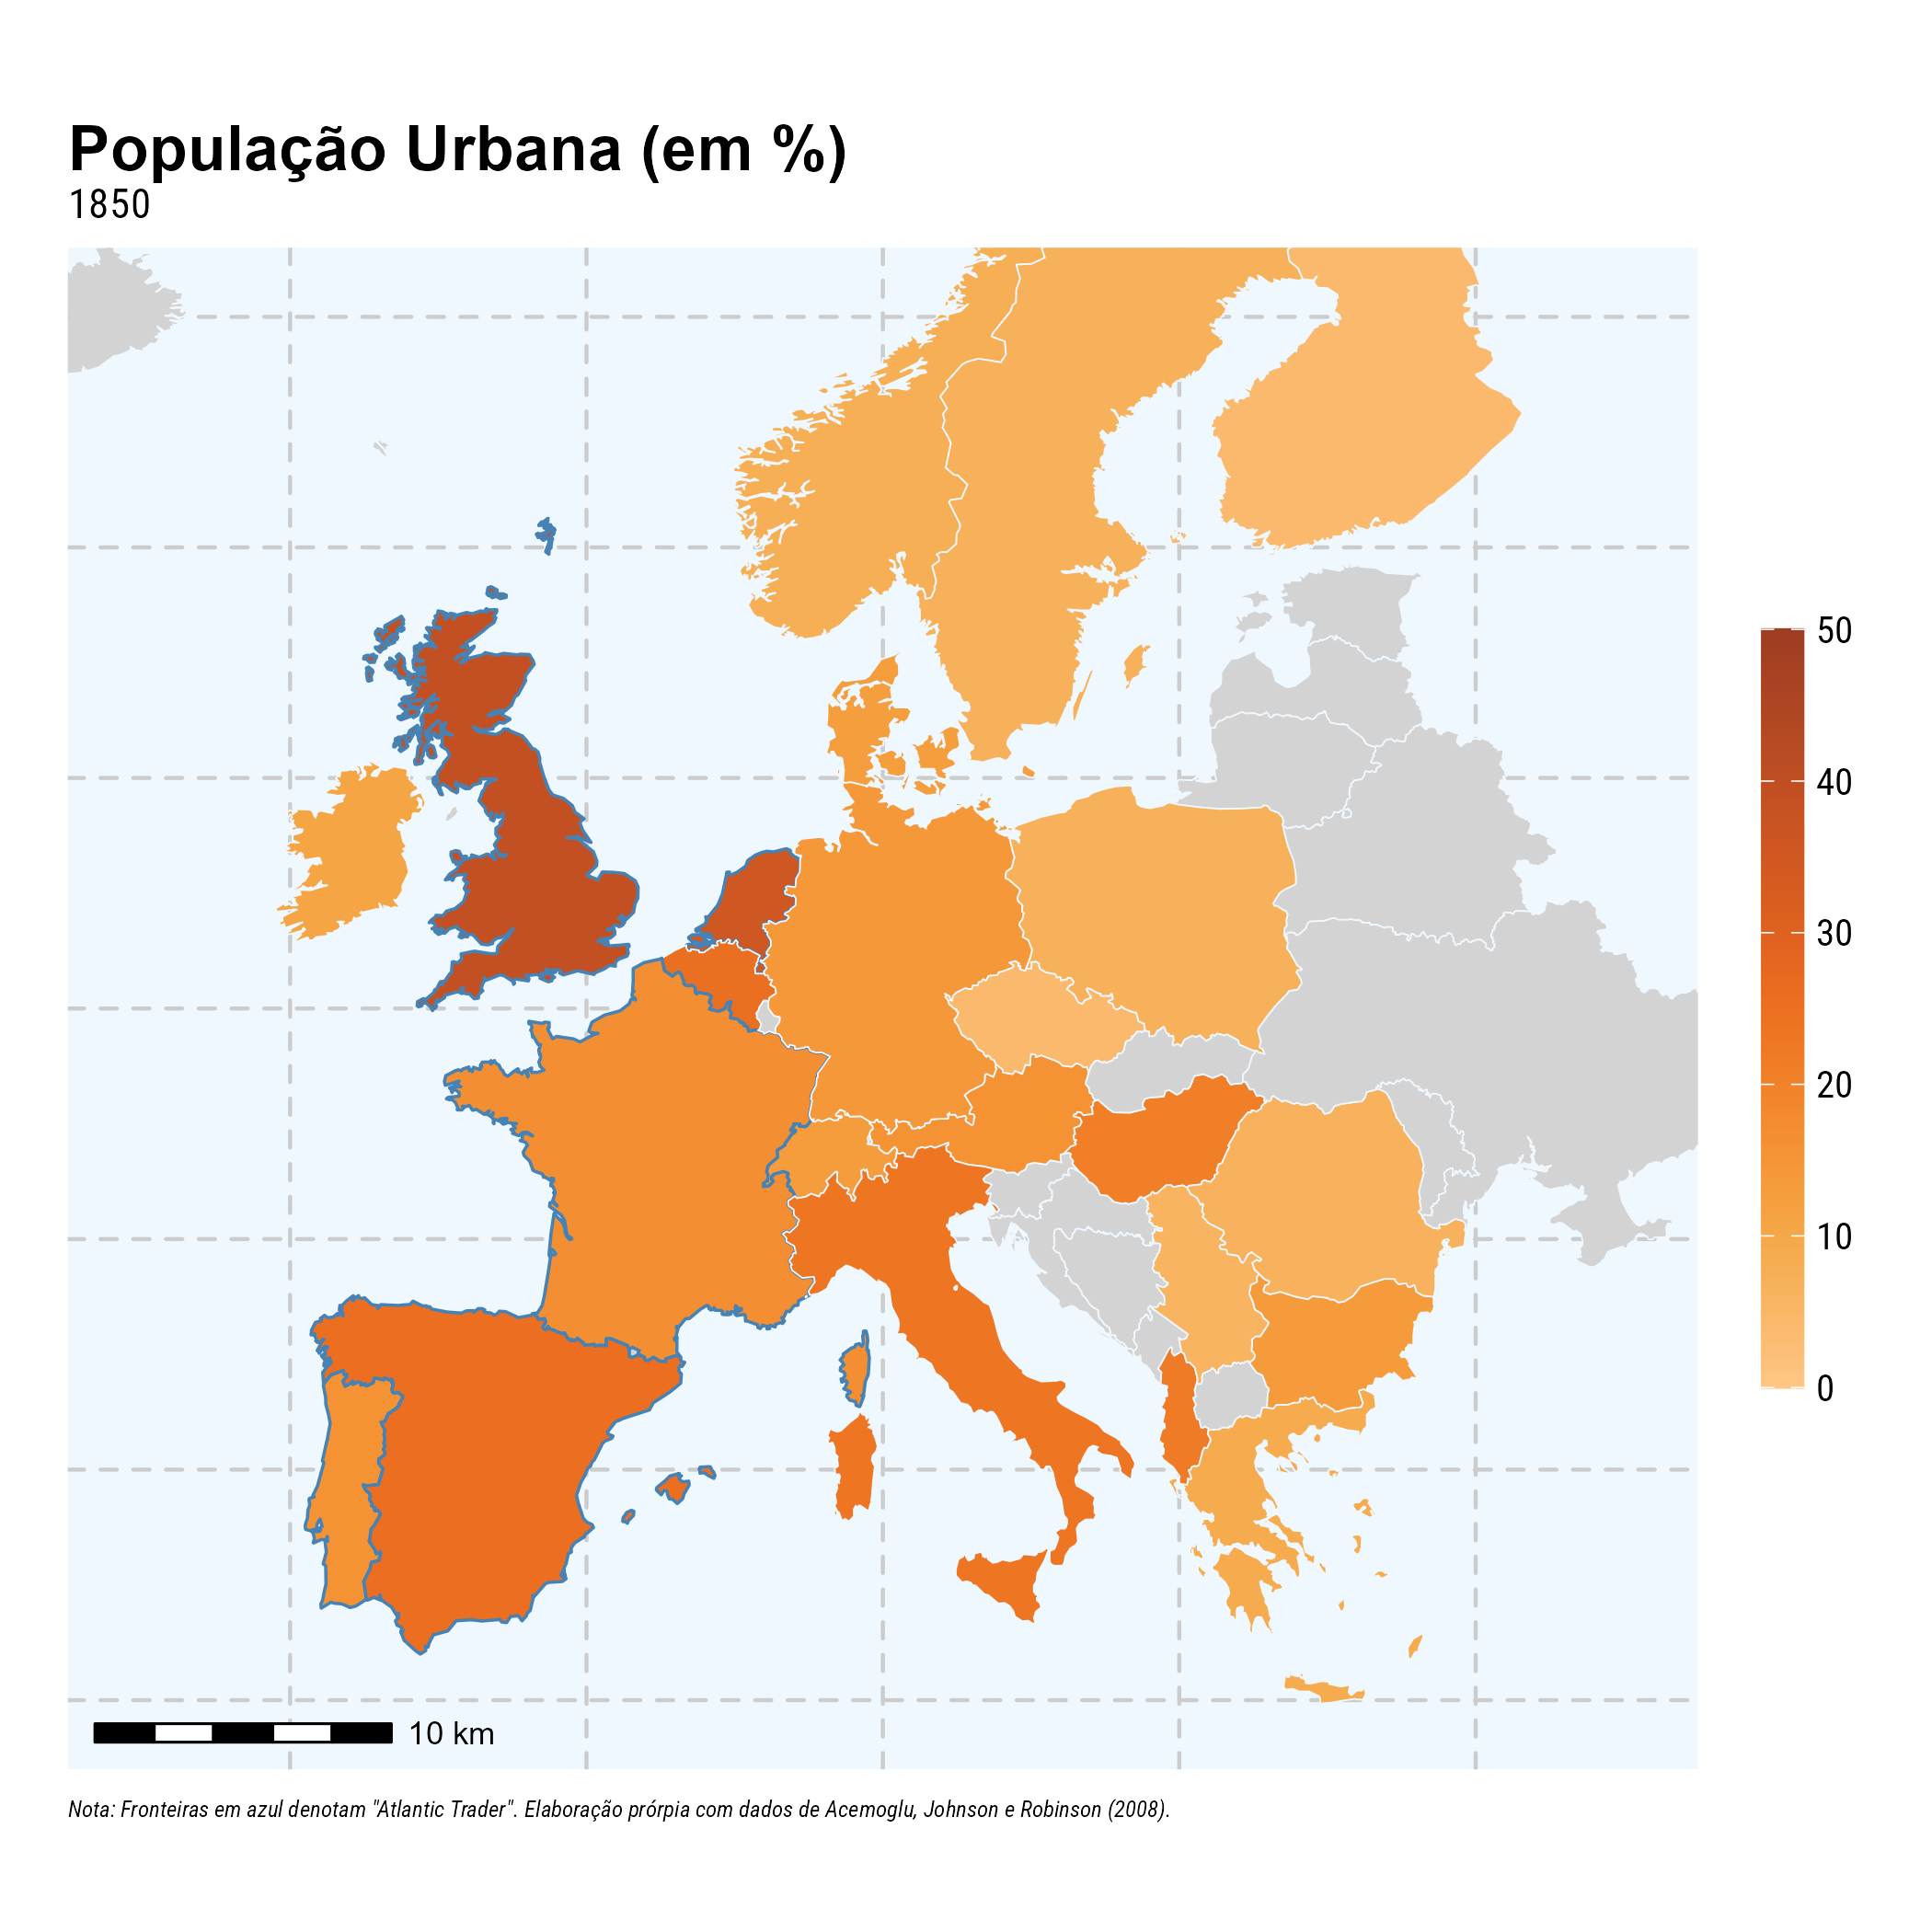 População Urbana (em %)
1850
50
40
30
20
10
0
10 km
Nota: Fronteiras em azul denotam "Atlantic Trader". Elaboração prórpia com dados de Acemoglu, Johnson e Robinson (2008).